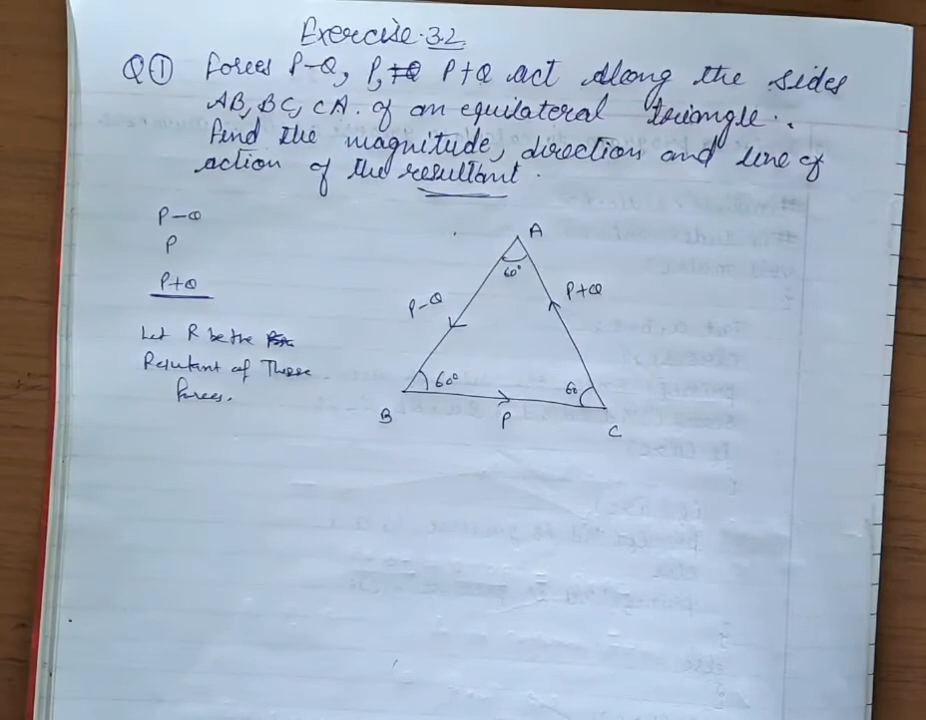 Exercise-3.2
Q① Forces P-Q, P, P+Q act along the sides
AB, BC, CA. of an equilateral triangle.
Find the magnitude, direction and line of
action of the resultant.
P-Q
P
P+Q
Let R be the
Relutant of These
forces.
A
60°
P-Q
P+Q
60°
60
B
P
C